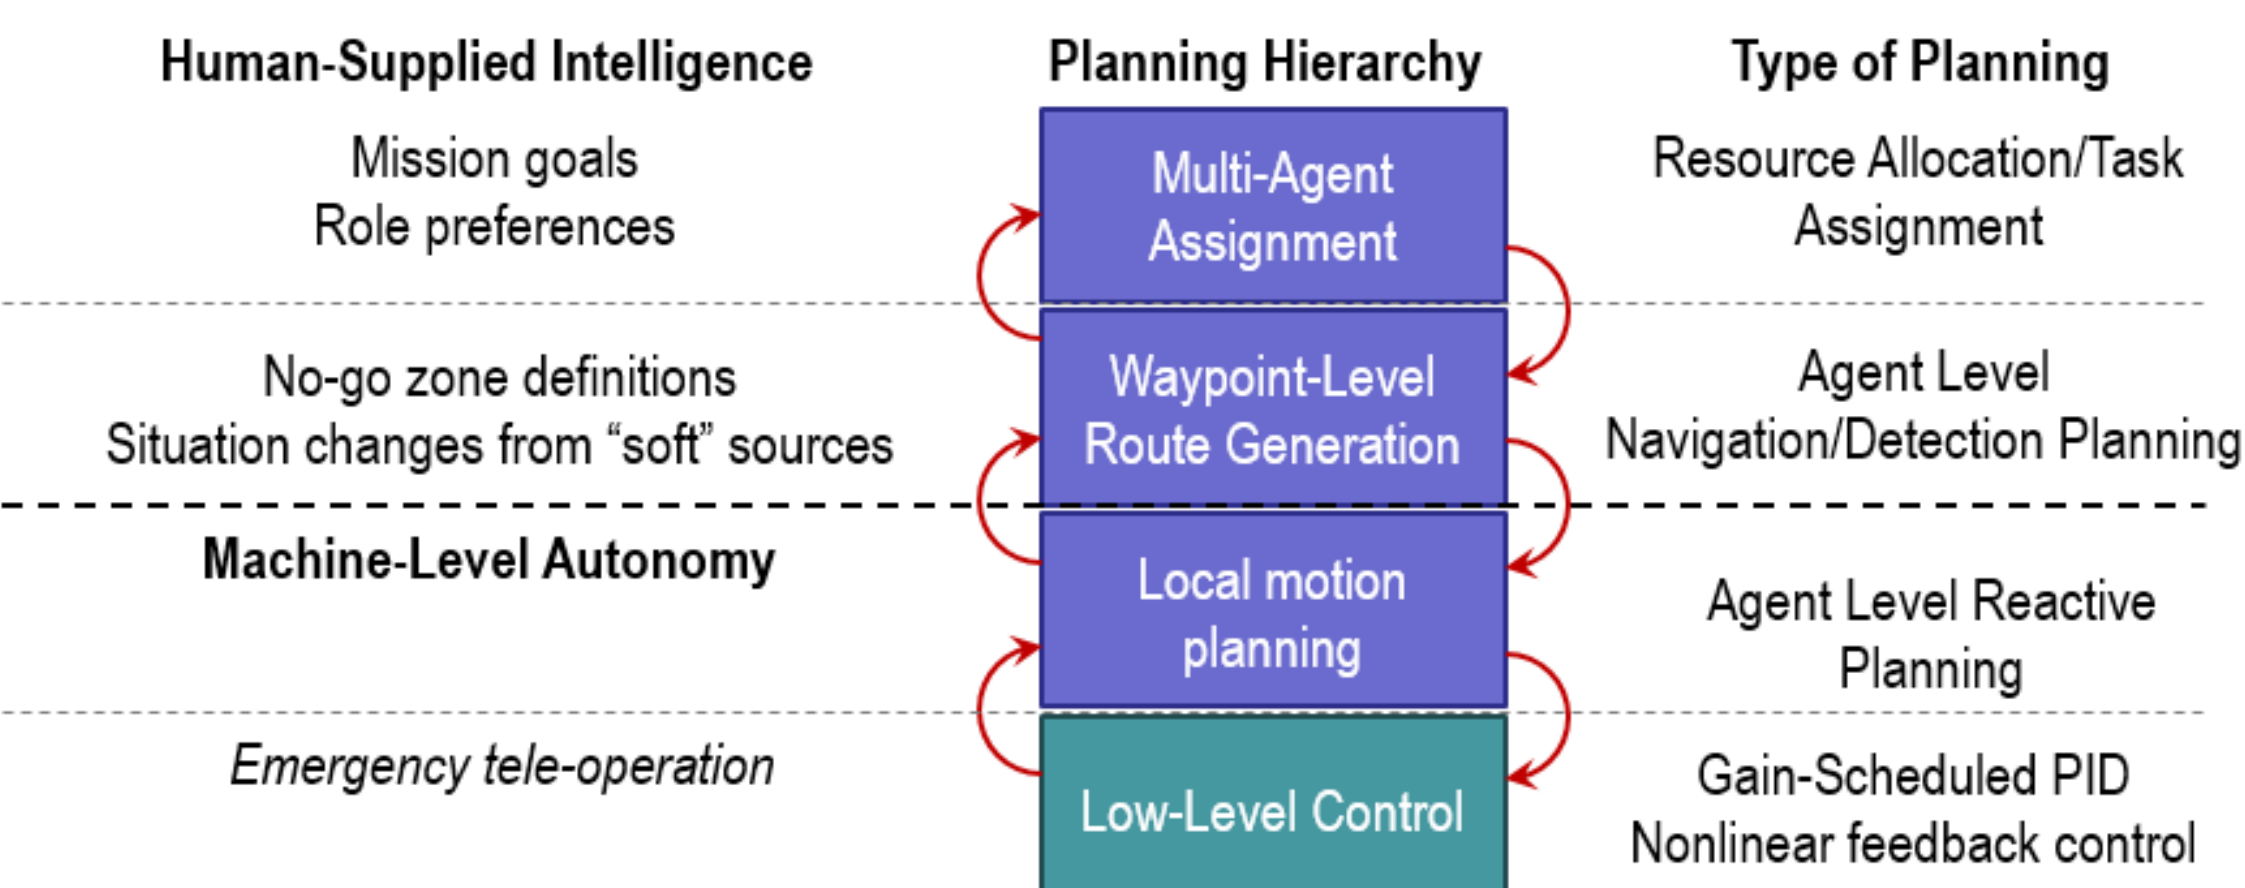 Human-Supplied Intelligence
Planning Hierarchy
Type of Planning
Mission goals
Role preferences
Multi-Agent
Assignment
Resource Allocation/Task
Assignment
No-go zone definitions
Situation changes from “soft” sources
Waypoint-Level
Route Generation
Agent Level
Navigation/Detection Planning
Machine-Level Autonomy
Local motion
planning
Agent Level Reactive
Planning
Emergency tele-operation
Low-Level Control
Gain-Scheduled PID
Nonlinear feedback control